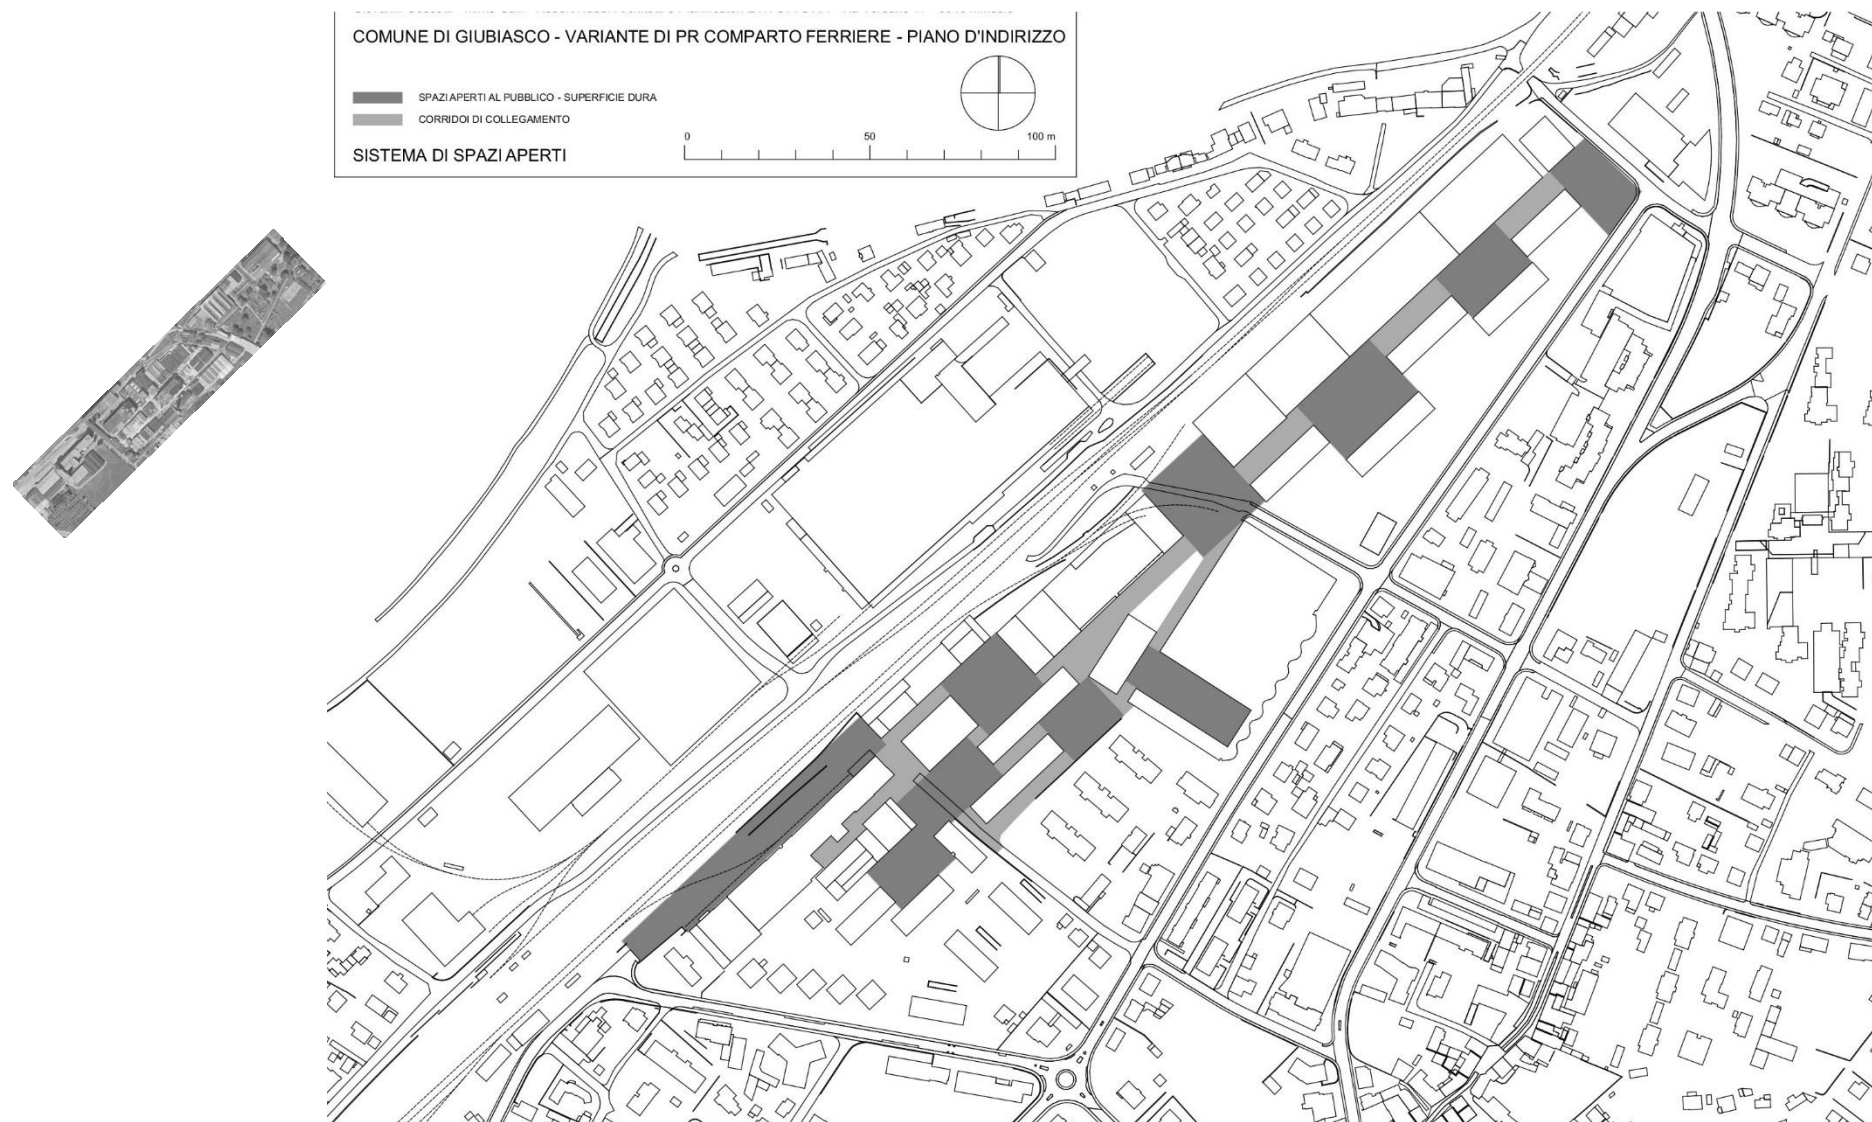 COMUNE DI GIUBIASCO - VARIANTE DI PR COMPARTO FERRIERE - PIANO D'INDIRIZZO
SPAZI APERTI AL PUBBLICO - SUPERFICIE DURA
CORRIDOI DI COLLEGAMENTO
0 50 100 m
SISTEMA DI SPAZI APERTI